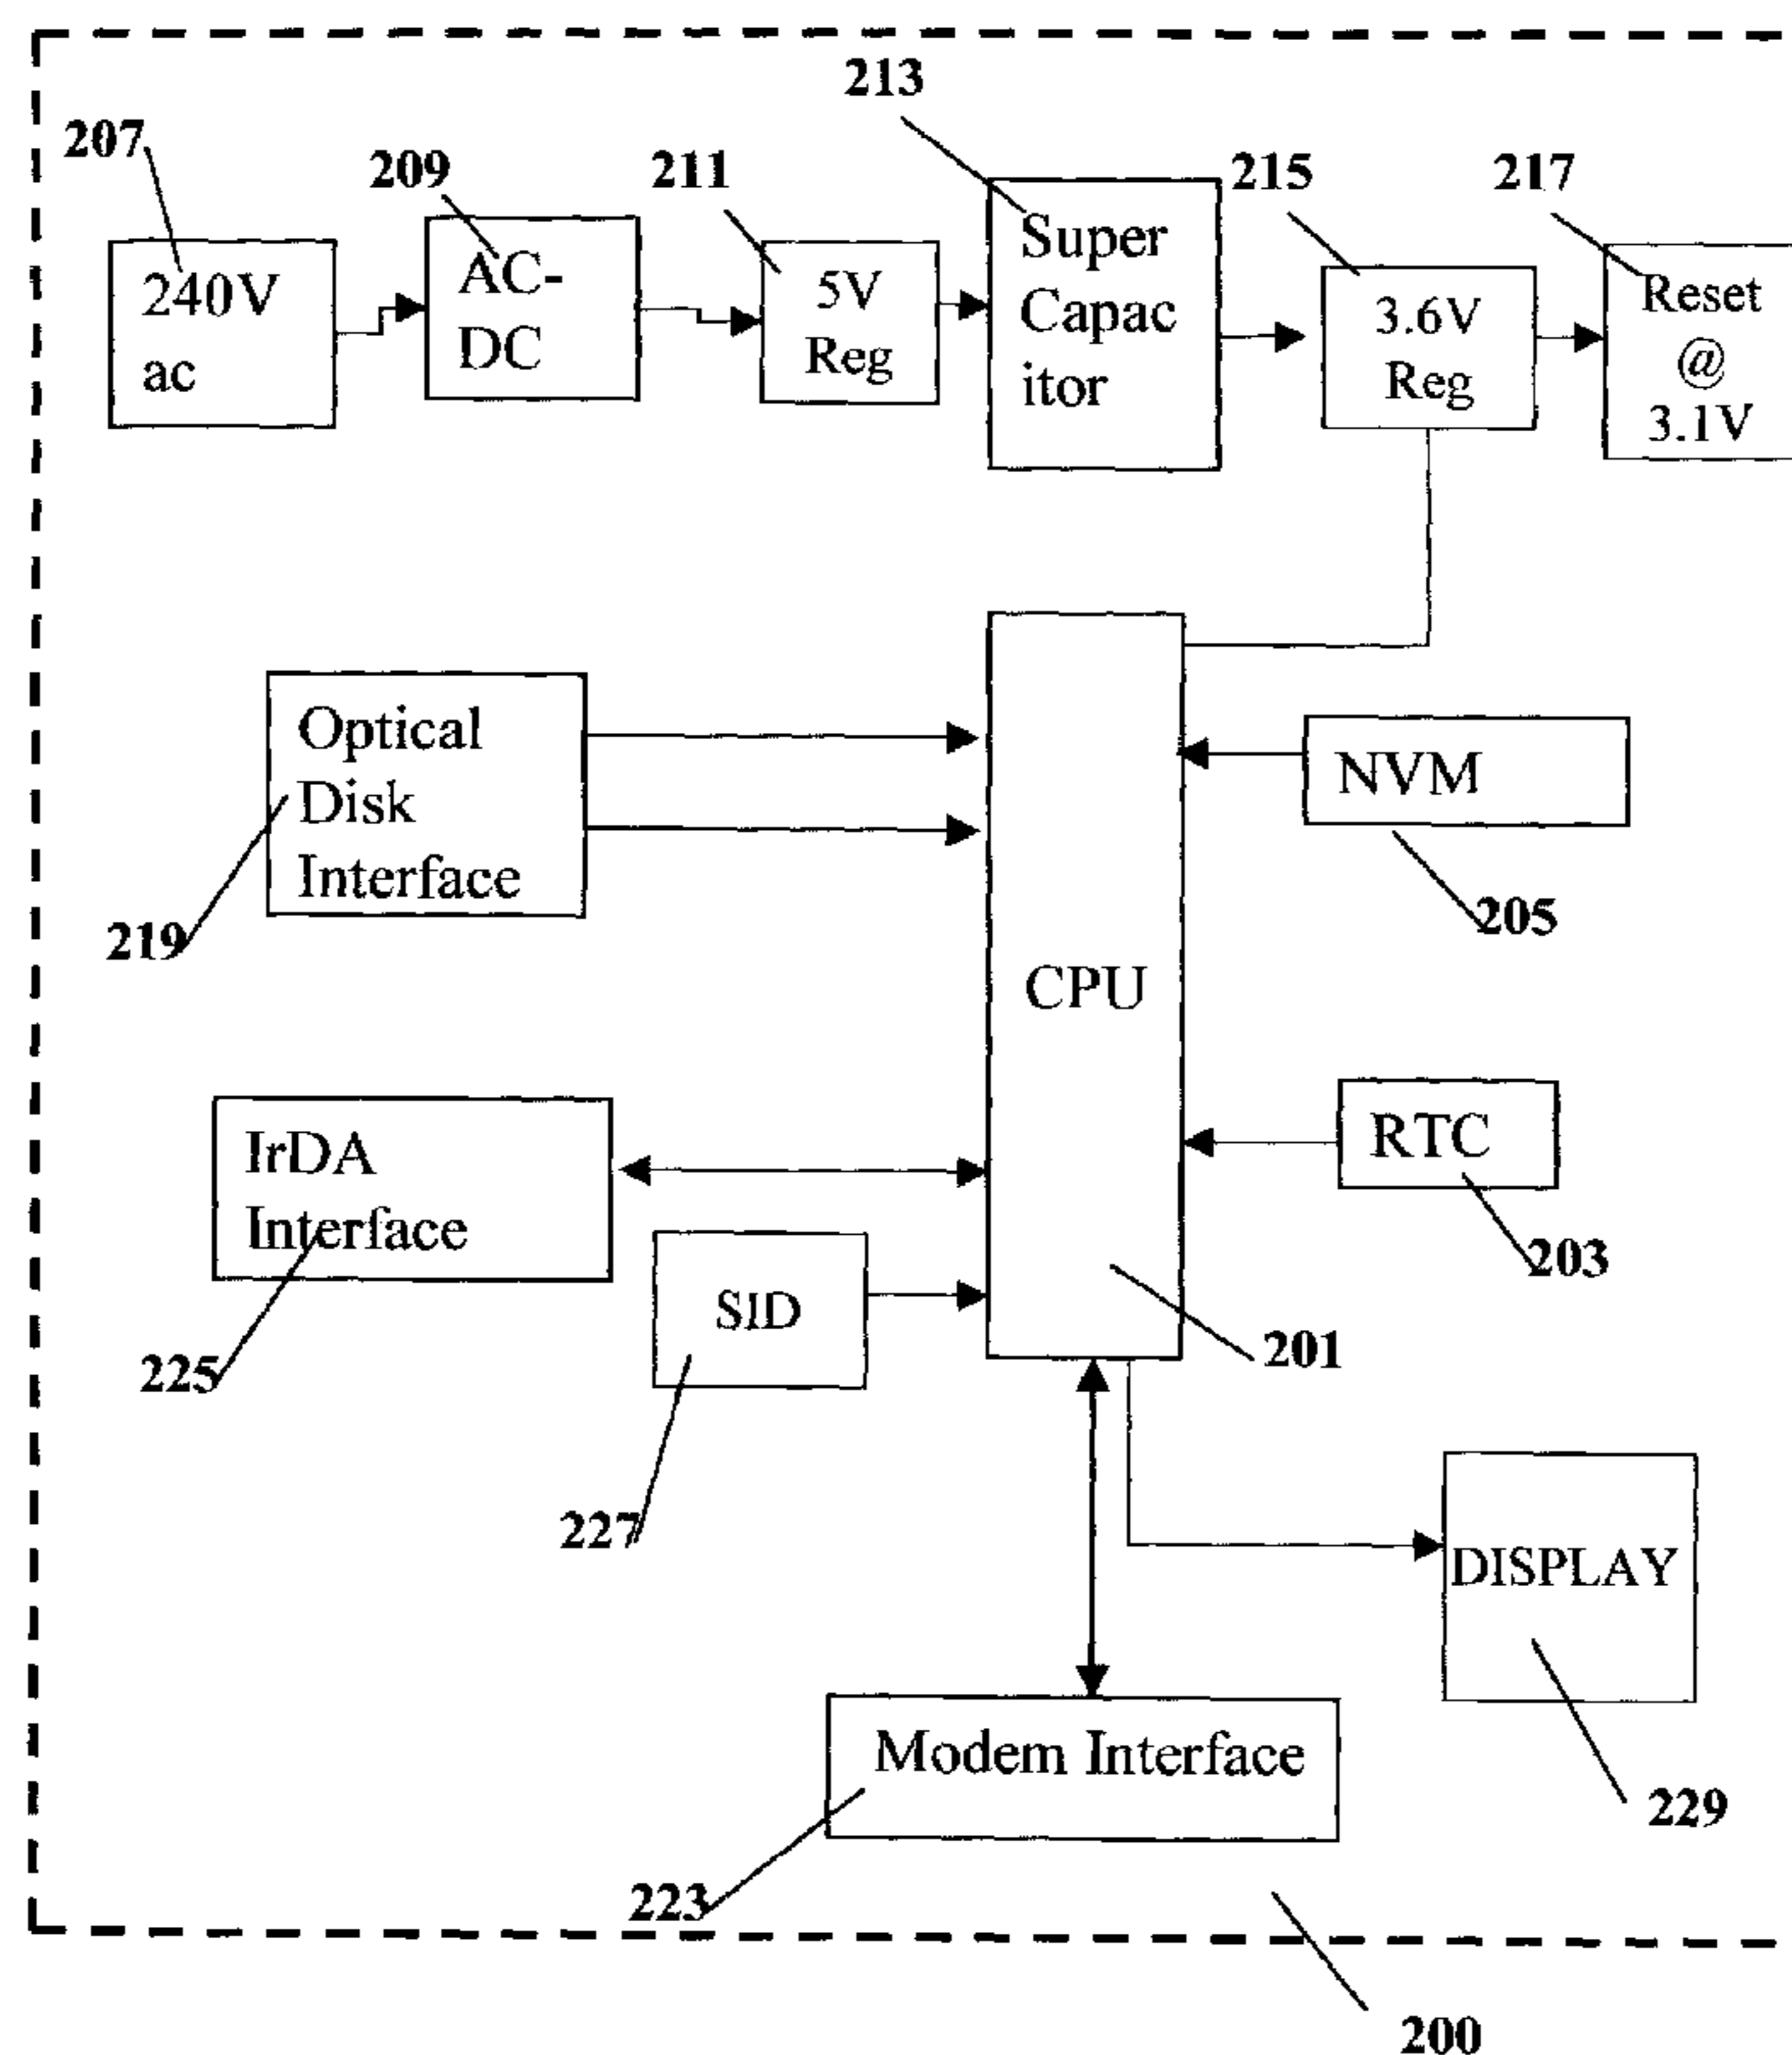 213
207
209
211
215
217
240V
ac
AC-
DC
5V
Reg
Super
Capac
itor
3.6V
Reg
Reset
@
3.1V
Optical
Disk
Interface
219
NVM
205
CPU
IrDA
Interface
225
RTC
203
SID
227
201
DISPLAY
229
Modem Interface
223
200